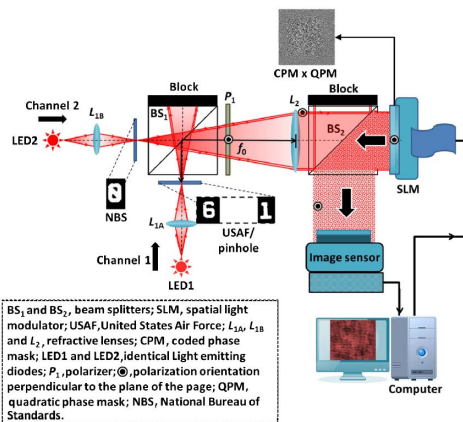 CPM x QPM
Block
BS1
P1
L2
Block
Channel 2
L1B
LED2
f0
BS2
SLM
0
NBS
6 1
L1A
USAF/
pinhole
Channel 1
LED1
Image sensor
Computer
BS1 and BS2, beam splitters; SLM, spatial light
modulator; USAF,United States Air Force; L1A, L1B
and L2, refractive lenses; CPM, coded phase
mask; LED1 and LED2,identical Light emitting
diodes; P1 ,polarizer; ,polarization orientation
perpendicular to the plane of the page; QPM,
quadratic phase mask; NBS, National Bureau of
Standards.